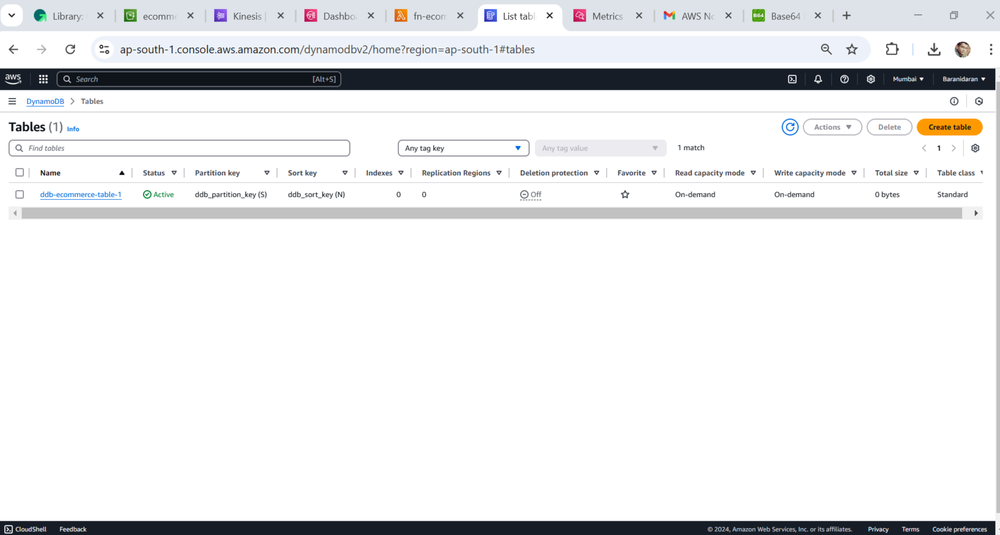 Library:
ecomme
Kinesis |
Dashbo
fn-ecom
List tabl
Metrics
AWS No
B64
Base64
ap-south-1.console.aws.amazon.com/dynamodbv2/home?region=ap-south-1#tables
aws
Search
[Alt+S]
Mumbai
Baranidaran
DynamoDB > Tables
Tables (1) Info
Actions
Delete
Create table
Find tables
Any tag key
Any tag value
1 match
1
Name Status Partition key Sort key Indexes Replication Regions Deletion protection Favorite Read capacity mode Write capacity mode Total size Table class
ddb-ecommerce-table-1 Active ddb_partition_key (S) ddb_sort_key (N) 0 0 Off On-demand On-demand 0 bytes Standard
CloudShell Feedback © 2024, Amazon Web Services, Inc. or its affiliates. Privacy Terms Cookie preferences